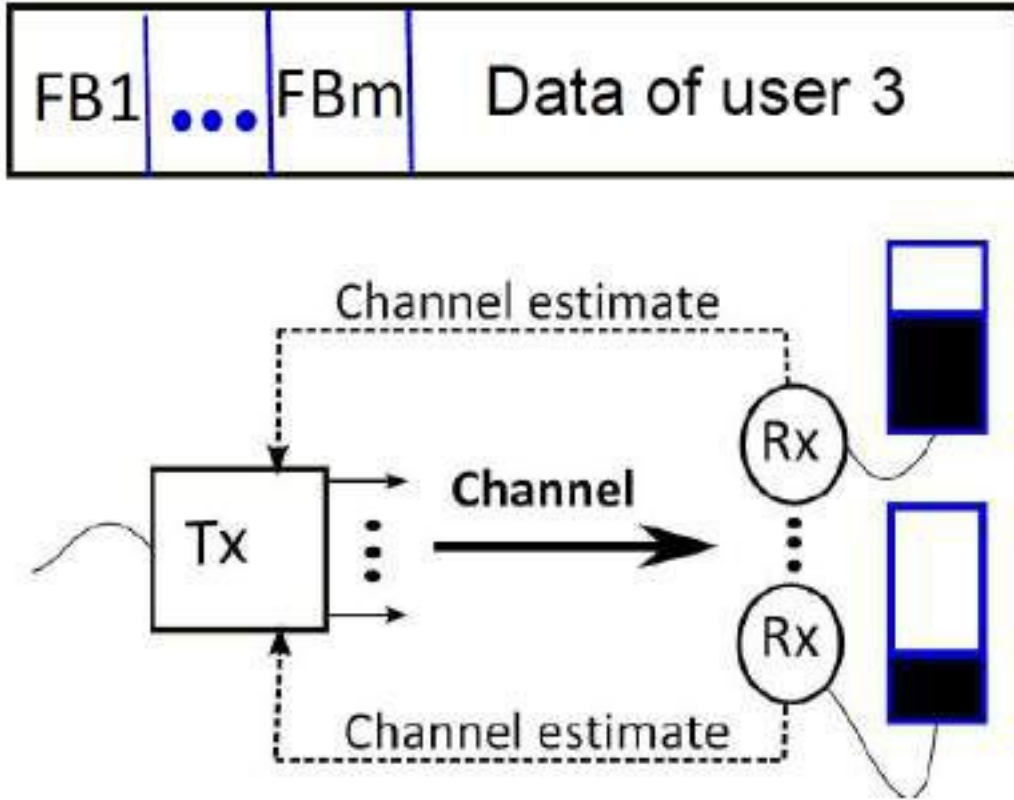 FB1 ... FBm Data of user 3
Channel estimate
Rx
Channel
Tx
Rx
Channel estimate